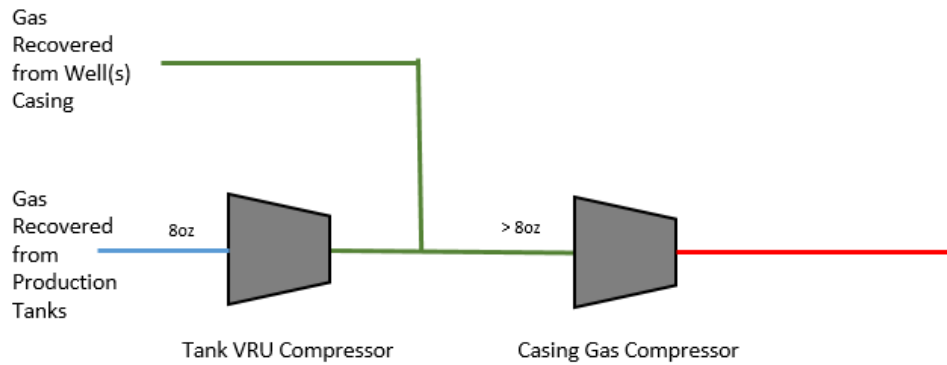 Gas
Recovered
from Well(s)
Casing
Gas
Recovered
from
Production
Tanks
8oz
> 8oz
Tank VRU Compressor
Casing Gas Compressor